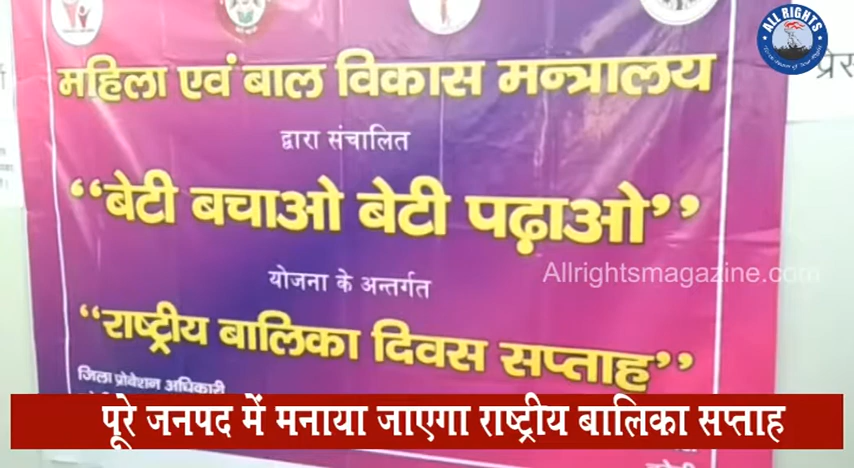 ALL RIGHTS
महिला एवं बाल विकास मन्त्रालय
द्वारा संचालित
“बेटी बचाओ बेटी पढ़ाओ”
योजना के अन्तर्गत
Allrightsmagazine.com
“राष्ट्रीय बालिका दिवस सप्ताह”
जिला प्रोबेशन अधिकारी
पूरे जनपद में मनाया जाएगा राष्ट्रीय बालिका सप्ताह